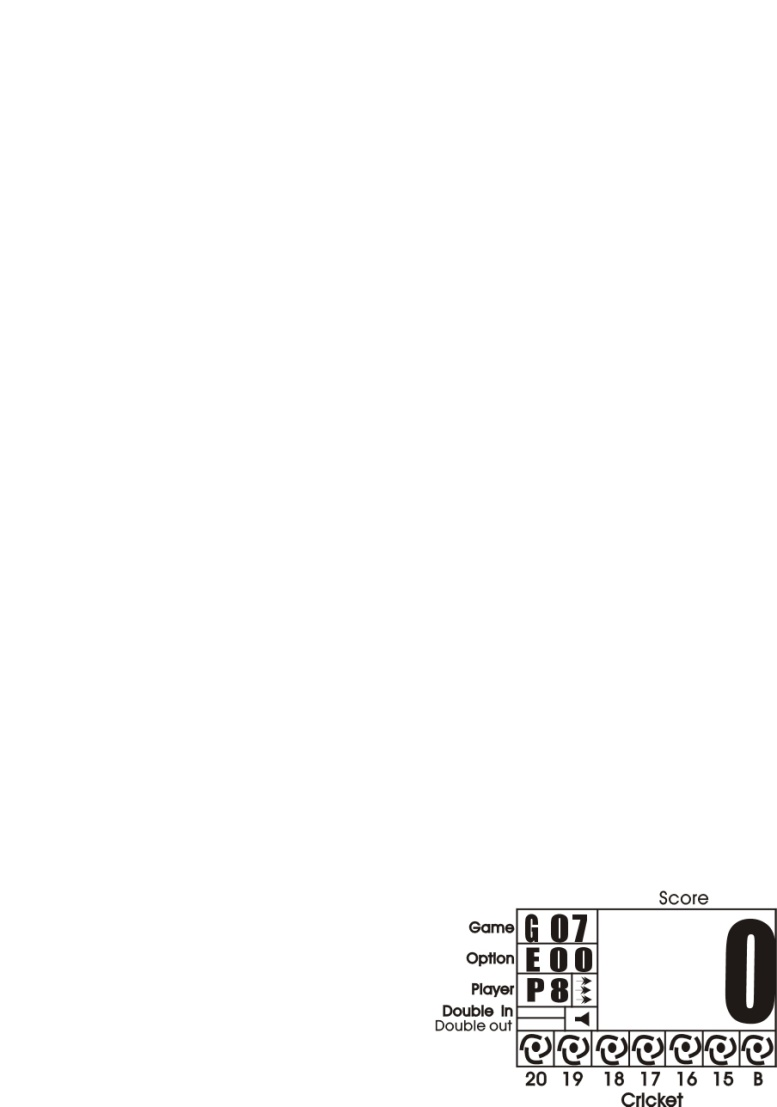 Score
Game G 07 0
Option E 00
Player P 8
Double in
Double out
20 19 18 17 16 15 B
Cricket